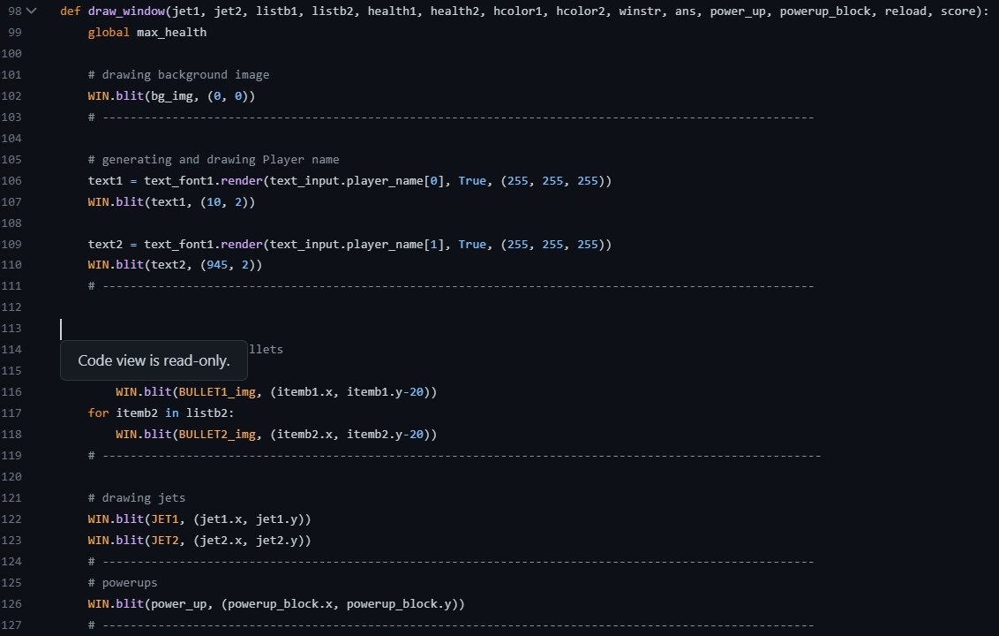 98 def draw_window(jet1, jet2, listb1, listb2, health1, health2, hcolor1, hcolor2, winstr, ans, power_up, powerup_block, reload, score):
99     global max_health
100
101     # drawing background image
102     WIN.blit(bg_img, (0, 0))
103     # ------------------------------------------------------------------------------------------------------
104
105     # generating and drawing Player name
106     text1 = text_font1.render(text_input.player_name[0], True, (255, 255, 255))
107     WIN.blit(text1, (10, 2))
108
109     text2 = text_font1.render(text_input.player_name[1], True, (255, 255, 255))
110     WIN.blit(text2, (945, 2))
111     # ------------------------------------------------------------------------------------------------------
112
113
114 llets
Code view is read-only.
115
116         WIN.blit(BULLET1_img, (itemb1.x, itemb1.y-20))
117     for itemb2 in listb2:
118         WIN.blit(BULLET2_img, (itemb2.x, itemb2.y-20))
119     # -------------------------------------------------------------------------------------------------------
120
121     # drawing jets
122     WIN.blit(JET1, (jet1.x, jet1.y))
123     WIN.blit(JET2, (jet2.x, jet2.y))
124     # ------------------------------------------------------------------------------------------------------
125     # powerups
126     WIN.blit(power_up, (powerup_block.x, powerup_block.y))
127     # ------------------------------------------------------------------------------------------------------